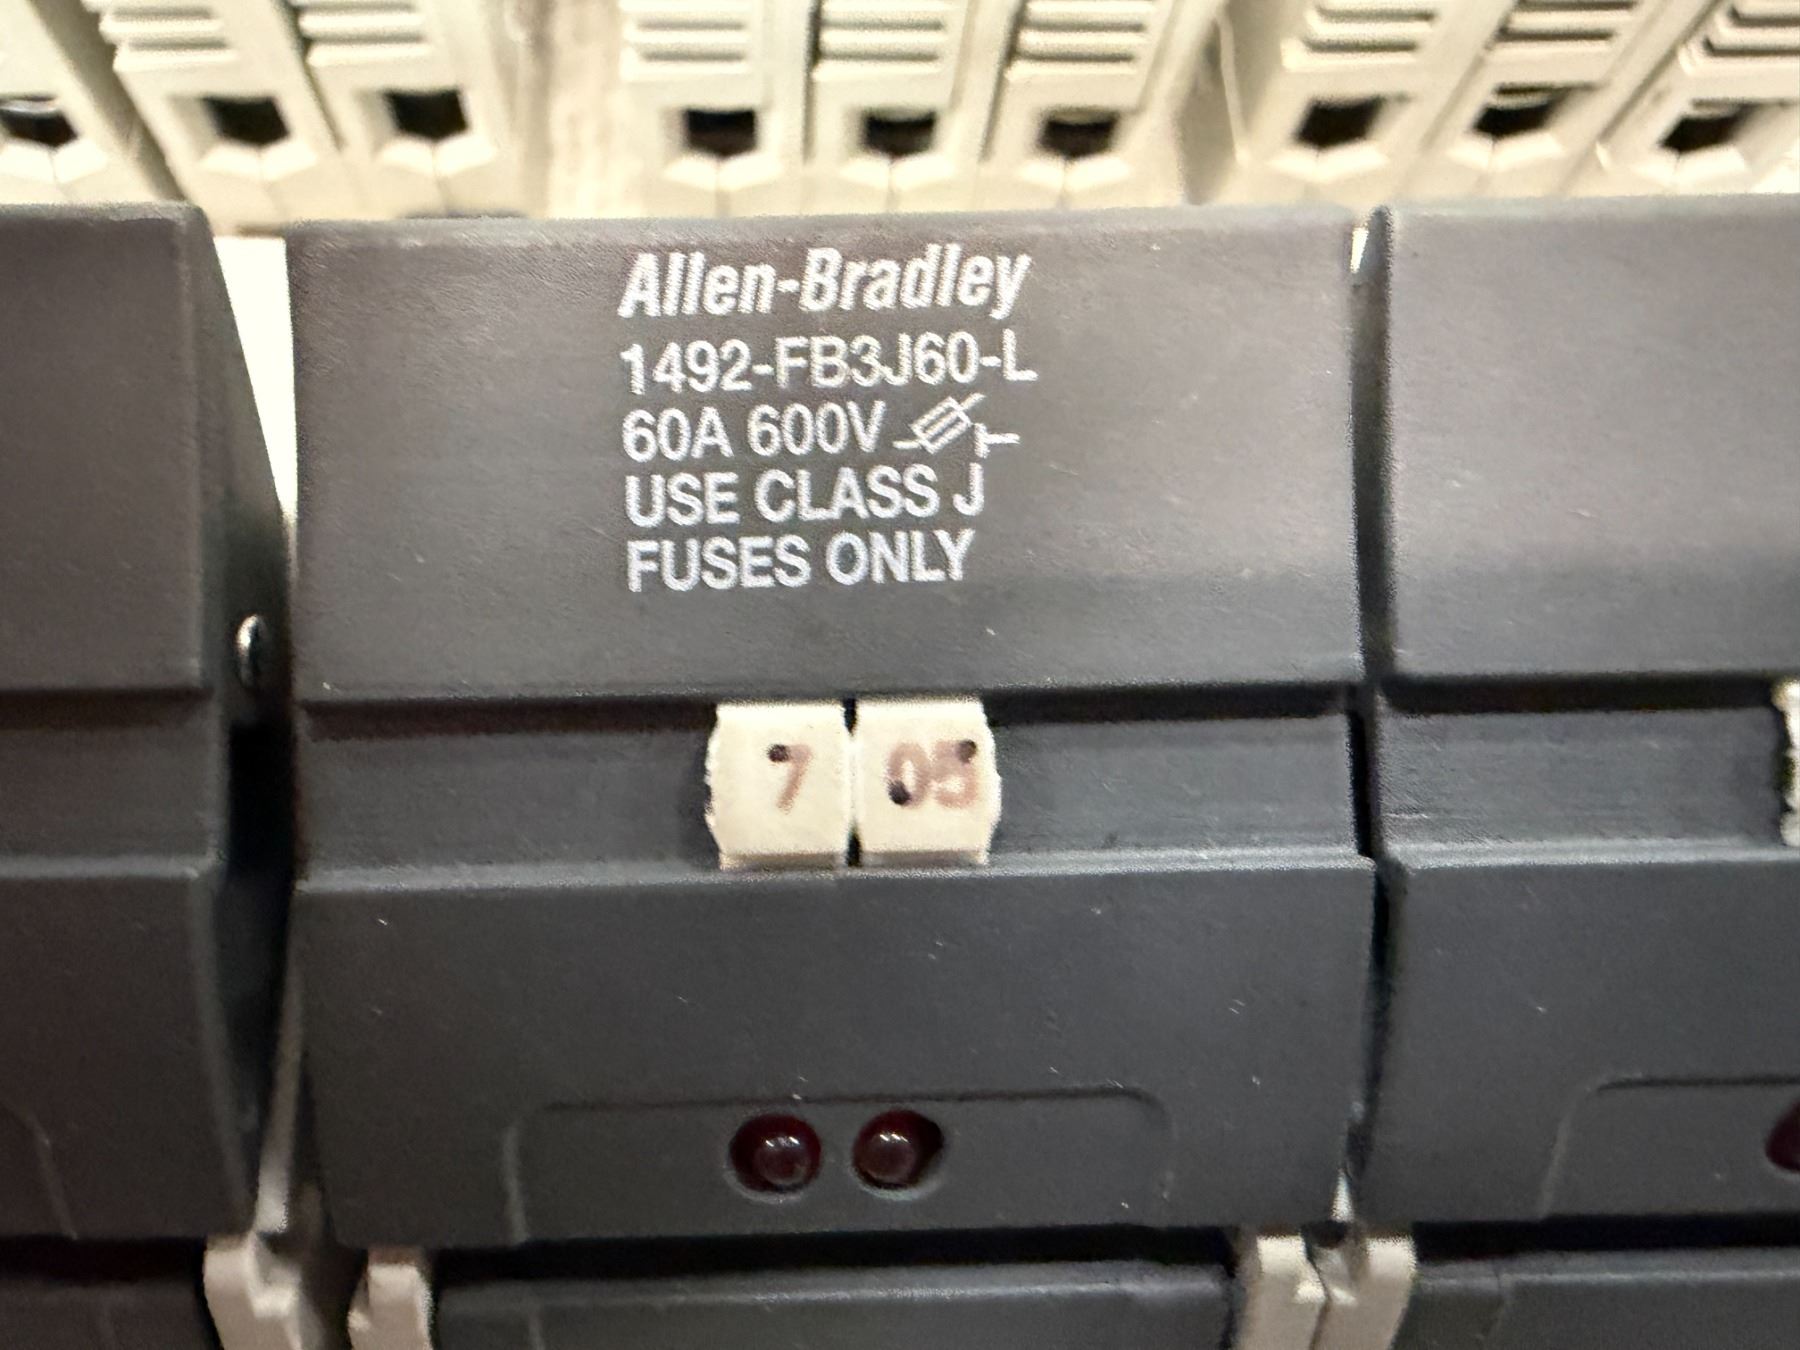 Allen-Bradley
1492-FB3J60-L
60A 600V
USE CLASS J
FUSES ONLY
7 05